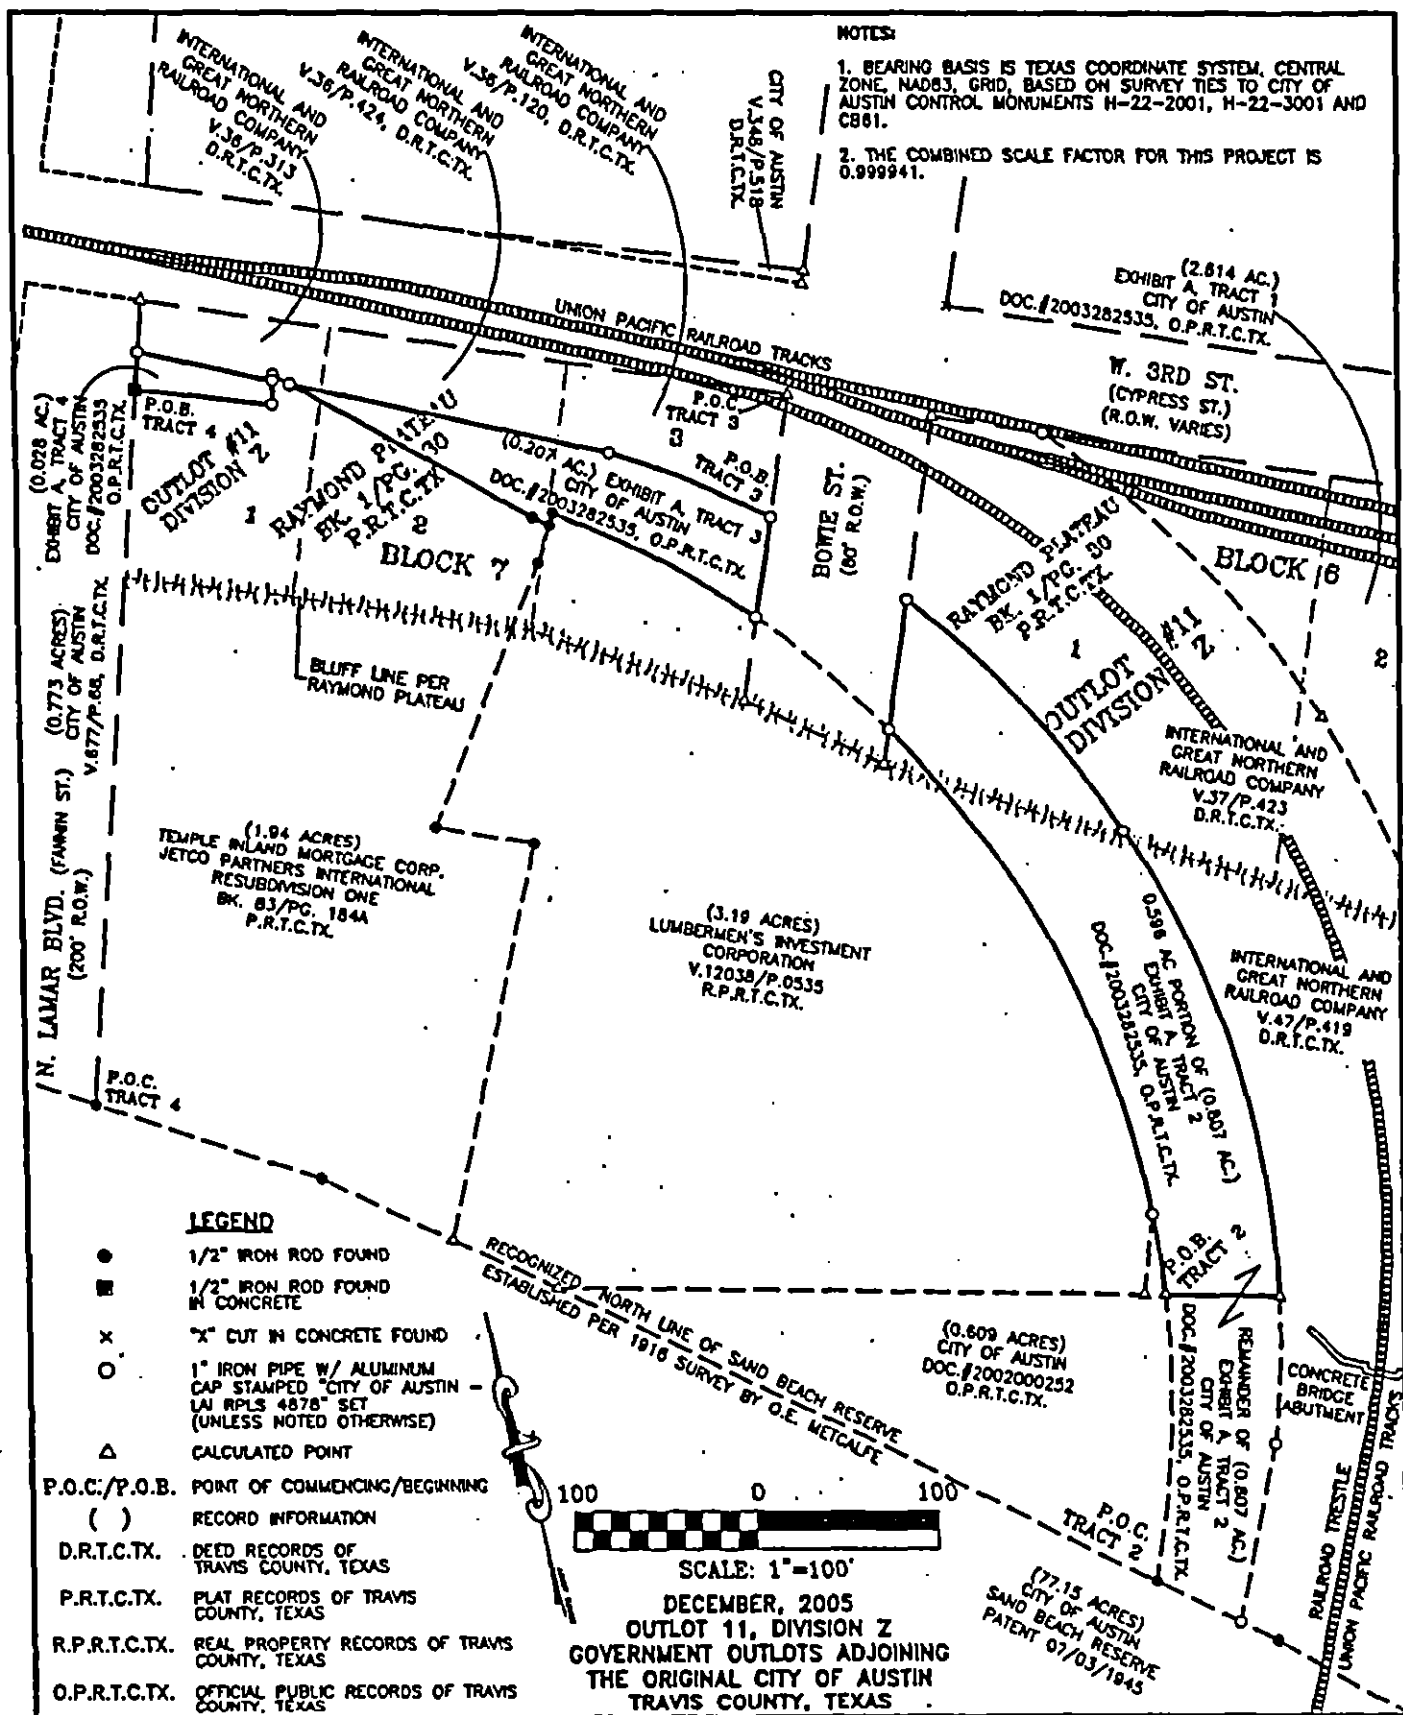 NOTES:
1. BEARING BASIS IS TEXAS COORDINATE SYSTEM, CENTRAL
ZONE, NAD83, GRID, BASED ON SURVEY TIES TO CITY OF
AUSTIN CONTROL MONUMENTS H-22-2001, H-22-3001 AND
C881.
2. THE COMBINED SCALE FACTOR FOR THIS PROJECT IS
0.999941.
INTERNATIONAL AND
GREAT NORTHERN
RAILROAD COMPANY
V.36/P.313
D.R.T.C.TX.
INTERNATIONAL AND
GREAT NORTHERN
RAILROAD COMPANY
V.36/P.424, D.R.T.C.TX.
INTERNATIONAL AND
GREAT NORTHERN
RAILROAD COMPANY
V.36/P.120, D.R.T.C.TX.
CITY OF AUSTIN
V.348/P.518
D.R.T.C.TX.
(2.614 AC.)
EXHIBIT A, TRACT 1
CITY OF AUSTIN
DOC.#2003282535, O.P.R.T.C.TX.
UNION PACIFIC RAILROAD TRACKS
W. 3RD ST.
(CYPRESS ST.)
(R.O.W. VARIES)
(0.028 AC.)
EXHIBIT A, TRACT 4
CITY OF AUSTIN
DOC.#2003282535
O.P.R.T.C.TX.
P.O.B.
TRACT 4
OUTLOT #11
DIVISION Z
1
RAYMOND PLATEAU
BK. 1/PG. 30
P.R.T.C.TX
2
BLOCK 7
P.O.C.
TRACT 3
3
P.O.B.
TRACT 3
(0.207 AC.) EXHIBIT A, TRACT 3
CITY OF AUSTIN
DOC.#2003282535, O.P.R.T.C.TX.
BOWIE ST.
(80' R.O.W.)
RAYMOND PLATEAU
BK. 1/PG. 30
P.R.T.C.TX
1
OUTLOT #11
DIVISION Z
BLOCK 6
2
(0.773 ACRES)
CITY OF AUSTIN
V.677/P.68, D.R.T.C.TX.
BLUFF LINE PER
RAYMOND PLATEAU
INTERNATIONAL AND
GREAT NORTHERN
RAILROAD COMPANY
V.37/P.423
D.R.T.C.TX.
N. LAMAR BLVD. (FANNIN ST.)
(200' R.O.W.)
(1.94 ACRES)
TEMPLE INLAND MORTGAGE CORP.
JETCO PARTNERS INTERNATIONAL
RESUBDIVISION ONE
BK. 83/PG. 184A
P.R.T.C.TX.
(3.19 ACRES)
LUMBERMEN'S INVESTMENT
CORPORATION
V.12038/P.0535
R.P.R.T.C.TX.
0.596 AC PORTION OF (0.807 AC.)
EXHIBIT A, TRACT 2
CITY OF AUSTIN
DOC.#2003282535, O.P.R.T.C.TX.
INTERNATIONAL AND
GREAT NORTHERN
RAILROAD COMPANY
V.47/P.419
D.R.T.C.TX.
P.O.C.
TRACT 4
P.O.B.
TRACT 2
RECOGNIZED NORTH LINE OF SAND BEACH RESERVE
ESTABLISHED PER 1916 SURVEY BY O.E. METCALFE
(0.609 ACRES)
CITY OF AUSTIN
DOC.#2002000252
O.P.R.T.C.TX.
REMAINDER OF (0.807 AC.)
EXHIBIT A, TRACT 2
CITY OF AUSTIN
DOC.#2003282535, O.P.R.T.C.TX.
CONCRETE
BRIDGE
ABUTMENT
P.O.C.
TRACT 2
(77.15 ACRES)
CITY OF AUSTIN
SAND BEACH RESERVE
PATENT 07/03/1945
RAILROAD TRESTLE
UNION PACIFIC RAILROAD TRACKS
LEGEND
1/2" IRON ROD FOUND
1/2" IRON ROD FOUND
IN CONCRETE
"X" CUT IN CONCRETE FOUND
1" IRON PIPE W/ ALUMINUM
CAP STAMPED "CITY OF AUSTIN -
LAI RPLS 4878" SET
(UNLESS NOTED OTHERWISE)
CALCULATED POINT
P.O.C./P.O.B. POINT OF COMMENCING/BEGINNING
( ) RECORD INFORMATION
D.R.T.C.TX. DEED RECORDS OF
TRAVIS COUNTY, TEXAS
P.R.T.C.TX. PLAT RECORDS OF TRAVIS
COUNTY, TEXAS
R.P.R.T.C.TX. REAL PROPERTY RECORDS OF TRAVIS
COUNTY, TEXAS
O.P.R.T.C.TX. OFFICIAL PUBLIC RECORDS OF TRAVIS
COUNTY, TEXAS
100 0 100
SCALE: 1"=100'
DECEMBER, 2005
OUTLOT 11, DIVISION Z
GOVERNMENT OUTLOTS ADJOINING
THE ORIGINAL CITY OF AUSTIN
TRAVIS COUNTY, TEXAS